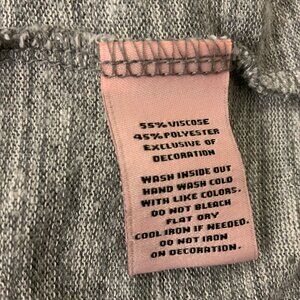 55% VISCOSE
45% POLYESTER
EXCLUSIVE OF
DECORATION
WASH INSIDE OUT
HAND WASH COLD
WITH LIKE COLORS.
DO NOT BLEACH
FLAT DRY
COOL IRON IF NEEDED.
DO NOT IRON
ON DECORATION.